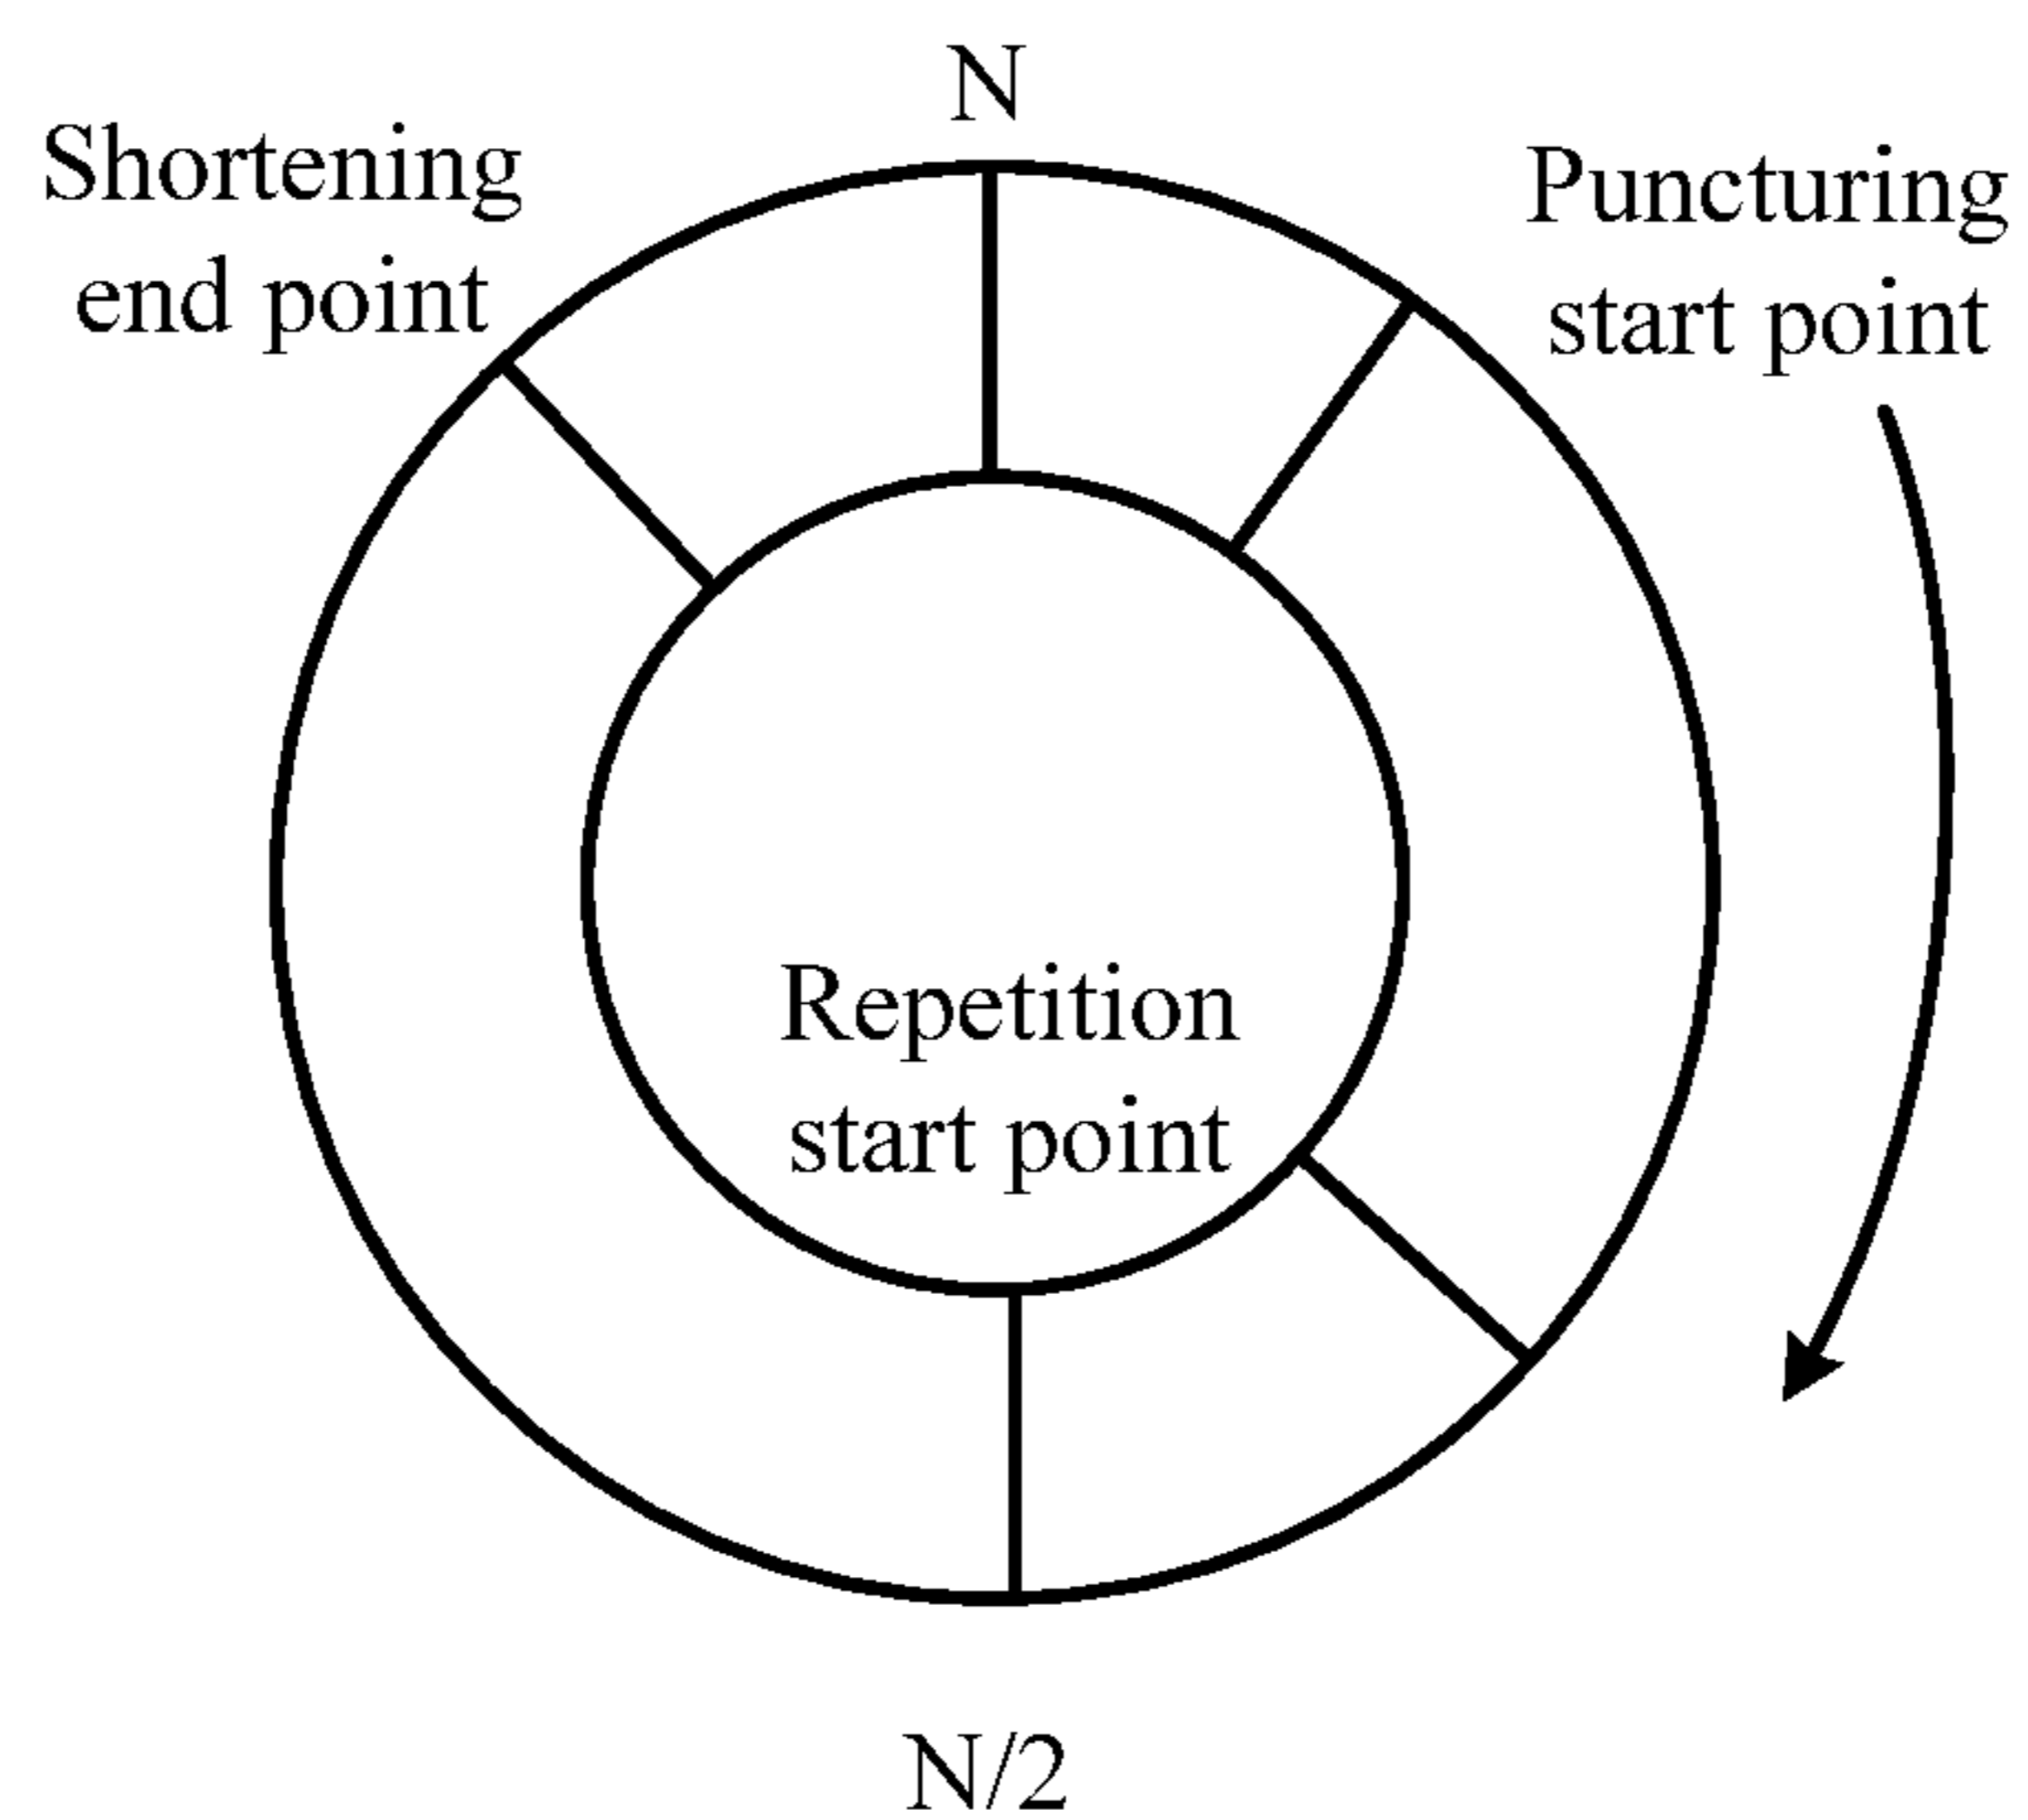 N
Shortening
end point
Puncturing
start point
Repetition
start point
N/2